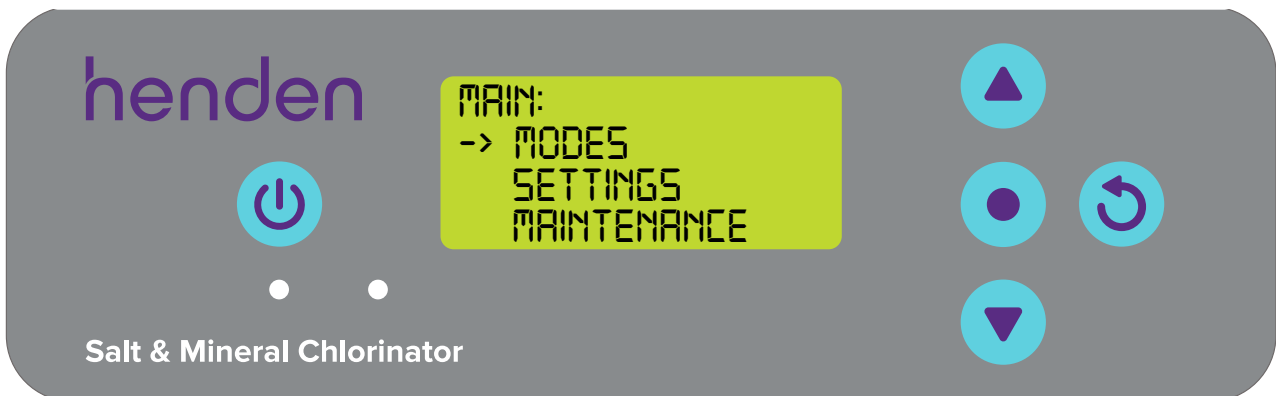 henden
MAIN:
-> MODES
SETTINGS
MAINTENANCE
Salt & Mineral Chlorinator